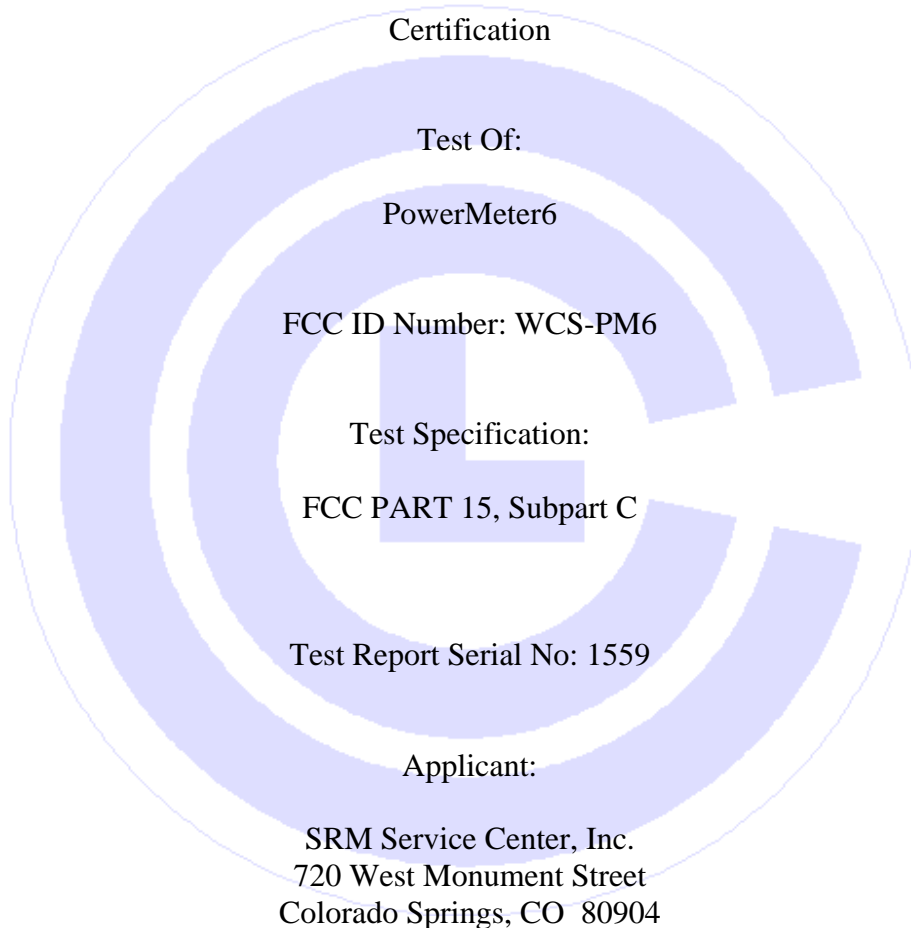 Certification
Test Of:
PowerMeter6
FCC ID Number: WCS-PM6
Test Specification:
FCC PART 15, Subpart C
Test Report Serial No: 1559
Applicant:
SRM Service Center, Inc.
720 West Monument Street
Colorado Springs, CO  80904